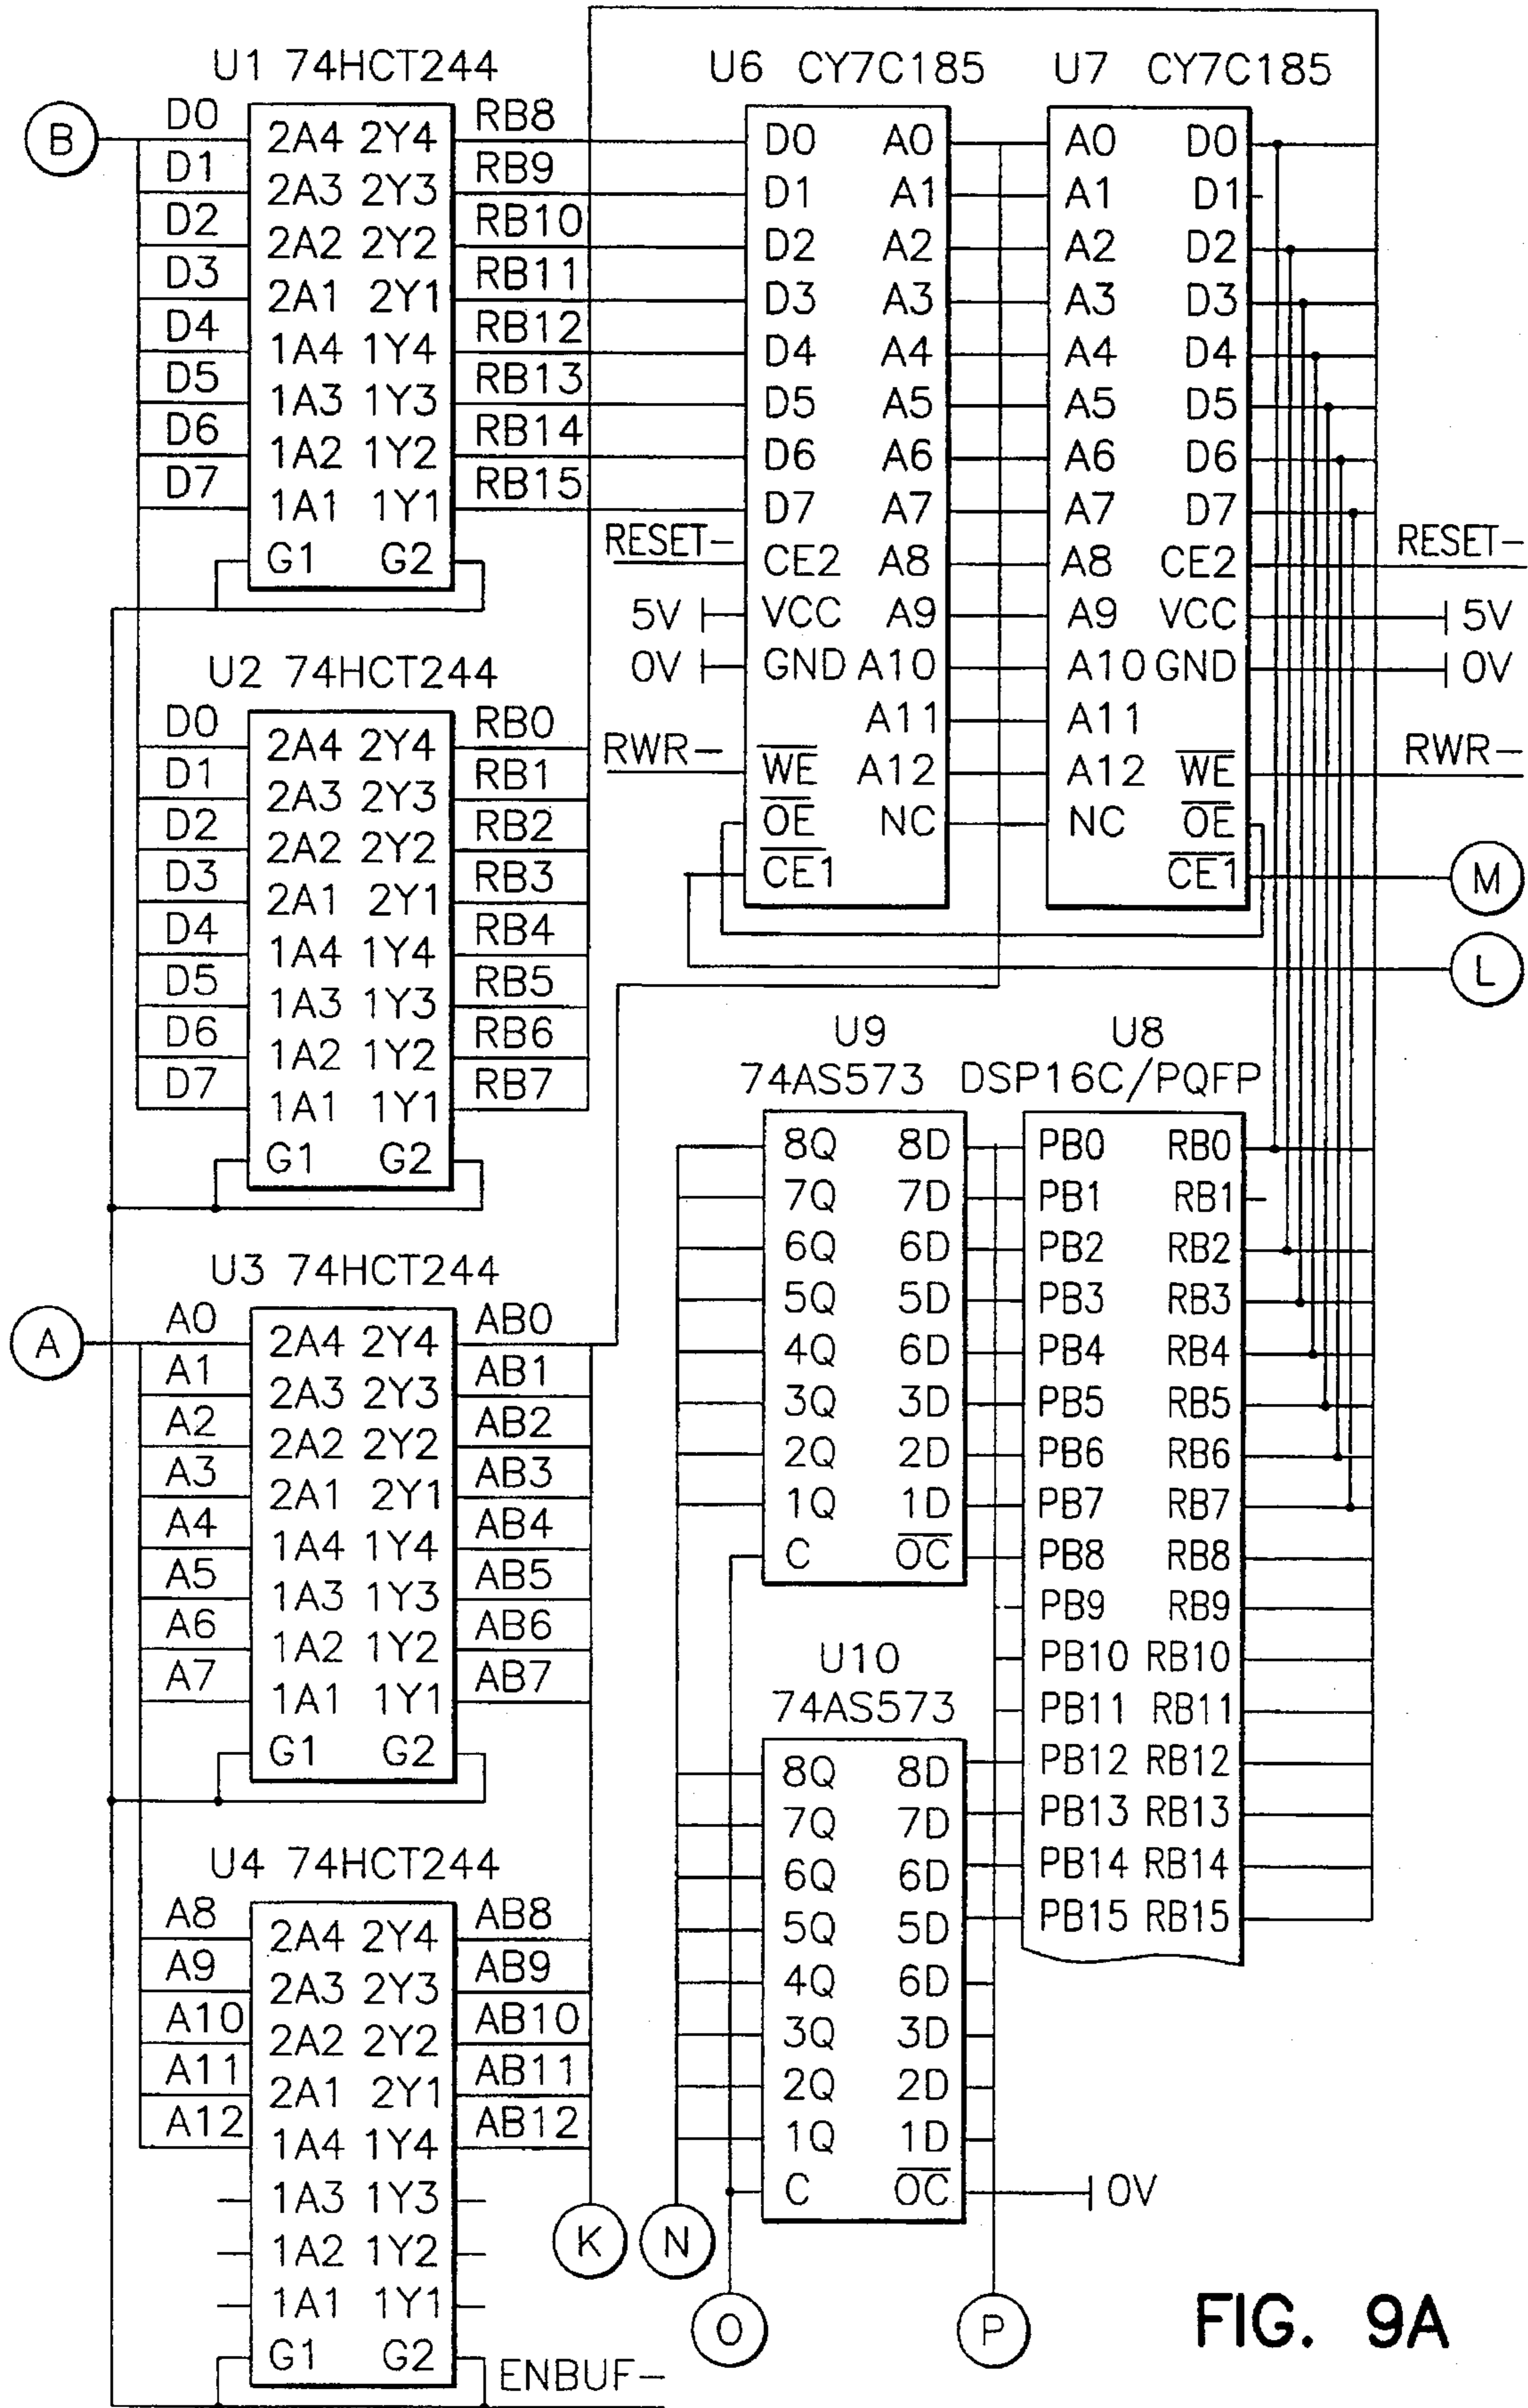 U1 74HCT244
B
D0 2A4 2Y4 RB8
D1 2A3 2Y3 RB9
D2 2A2 2Y2 RB10
D3 2A1 2Y1 RB11
D4 1A4 1Y4 RB12
D5 1A3 1Y3 RB13
D6 1A2 1Y2 RB14
D7 1A1 1Y1 RB15
G1 G2
U6 CY7C185
D0 A0
D1 A1
D2 A2
D3 A3
D4 A4
D5 A5
D6 A6
D7 A7
RESET- CE2 A8
5V VCC A9
0V GND A10
A11
RWR- WE A12
OE NC
CE1
U7 CY7C185
A0 D0
A1 D1
A2 D2
A3 D3
A4 D4
A5 D5
A6 D6
A7 D7
A8 CE2 RESET-
A9 VCC 5V
A10 GND 0V
A11
A12 WE RWR-
NC OE
CE1 M
L
U2 74HCT244
D0 2A4 2Y4 RB0
D1 2A3 2Y3 RB1
D2 2A2 2Y2 RB2
D3 2A1 2Y1 RB3
D4 1A4 1Y4 RB4
D5 1A3 1Y3 RB5
D6 1A2 1Y2 RB6
D7 1A1 1Y1 RB7
G1 G2
U3 74HCT244
A
A0 2A4 2Y4 AB0
A1 2A3 2Y3 AB1
A2 2A2 2Y2 AB2
A3 2A1 2Y1 AB3
A4 1A4 1Y4 AB4
A5 1A3 1Y3 AB5
A6 1A2 1Y2 AB6
A7 1A1 1Y1 AB7
G1 G2
U4 74HCT244
A8 2A4 2Y4 AB8
A9 2A3 2Y3 AB9
A10 2A2 2Y2 AB10
A11 2A1 2Y1 AB11
A12 1A4 1Y4 AB12
1A3 1Y3
1A2 1Y2
1A1 1Y1
G1 G2
ENBUF-
U9
74AS573
8Q 8D
7Q 7D
6Q 6D
5Q 5D
4Q 6D
3Q 3D
2Q 2D
1Q 1D
C OC
U8
DSP16C/PQFP
PB0 RB0
PB1 RB1
PB2 RB2
PB3 RB3
PB4 RB4
PB5 RB5
PB6 RB6
PB7 RB7
PB8 RB8
PB9 RB9
PB10 RB10
PB11 RB11
PB12 RB12
PB13 RB13
PB14 RB14
PB15 RB15
U10
74AS573
8Q 8D
7Q 7D
6Q 6D
5Q 5D
4Q 6D
3Q 3D
2Q 2D
1Q 1D
C OC 0V
K
N
O
P
FIG. 9A